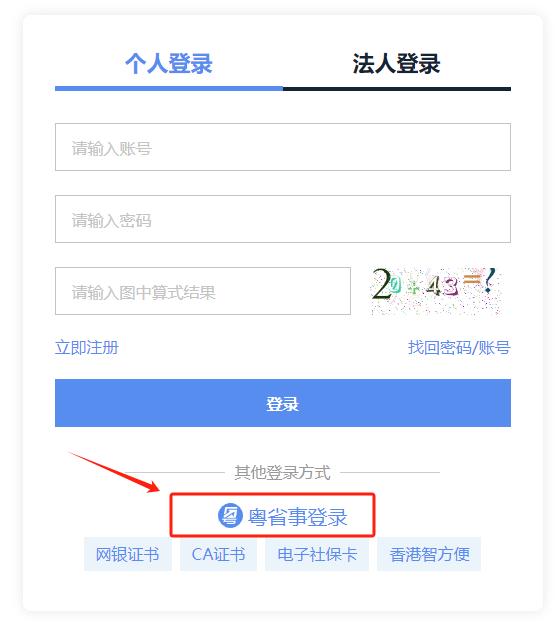 个人登录 法人登录
请输入账号
请输入密码
请输入图中算式结果 20+43=?
立即注册 找回密码/账号
登录
其他登录方式
粤 粤省事登录
网银证书 CA证书 电子社保卡 香港智方便